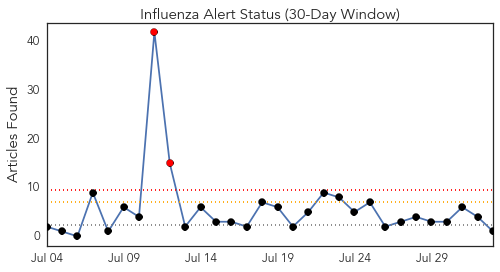 Influenza Alert Status (30-Day Window)
Articles Found
40
30
20
10
0
Jul 04 Jul 09 Jul 14 Jul 19 Jul 24 Jul 29